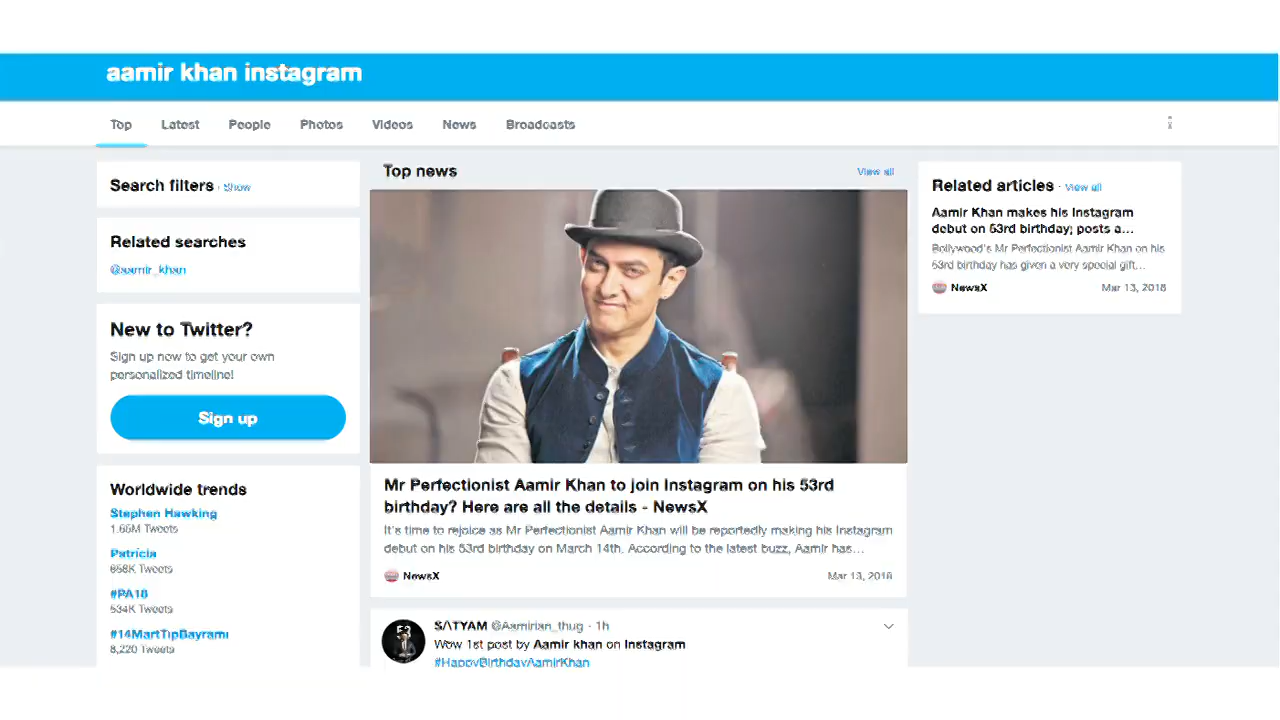 aamir khan instagram
Top Latest People Photos Videos News Broadcasts
Search filters · Show
Related searches
@aamir_khan
New to Twitter?
Sign up now to get your own
personalized timeline!
Sign up
Worldwide trends
Stephen Hawking
1.65M Tweets
Patrícia
658K Tweets
#PA18
534K Tweets
#14MartTıpBayramı
8,220 Tweets
Top news
View all
Mr Perfectionist Aamir Khan to join Instagram on his 53rd
birthday? Here are all the details - NewsX
It's time to rejoice as Mr Perfectionist Aamir Khan will be reportedly making his Instagram
debut on his 53rd birthday on March 14th. According to the latest buzz, Aamir has...
NewsX
Mar 13, 2018
S/\TYAM @Aamirian_thug · 1h
Wow 1st post by Aamir khan on Instagram
#HappyBirthdayAamirKhan
Related articles · View all
Aamir Khan makes his Instagram
debut on 53rd birthday; posts a...
Bollywood's Mr Perfectionist Aamir Khan on his
53rd birthday has given a very special gift...
NewsX
Mar 13, 2018